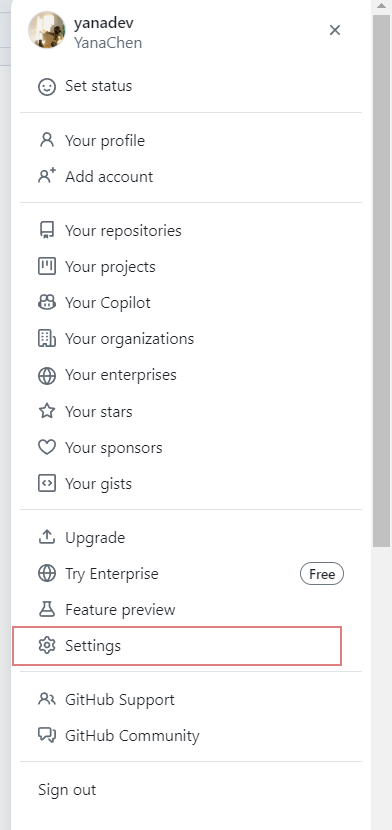 yanadev
YanaChen
Set status
Your profile
Add account
Your repositories
Your projects
Your Copilot
Your organizations
Your enterprises
Your stars
Your sponsors
Your gists
Upgrade
Try Enterprise Free
Feature preview
Settings
GitHub Support
GitHub Community
Sign out